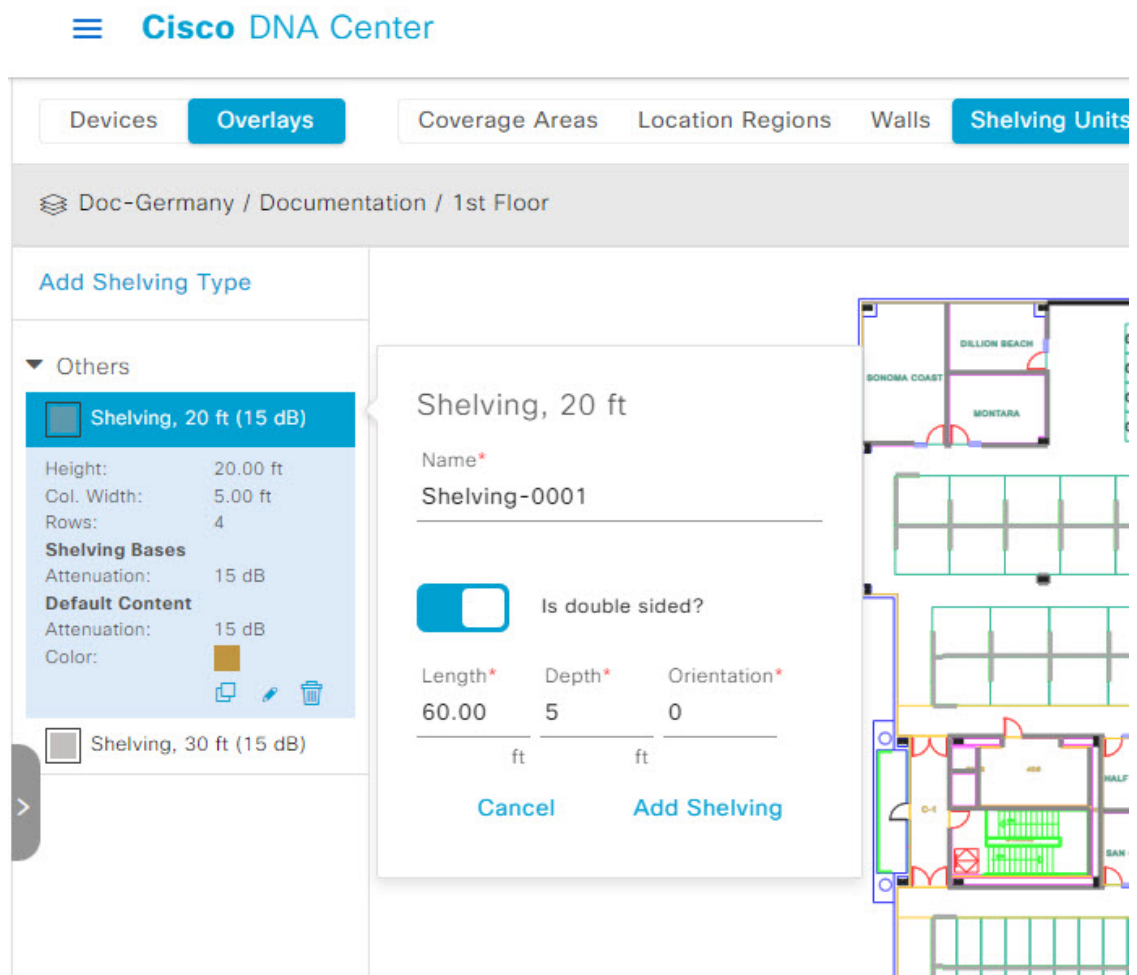 Cisco DNA Center
Devices Overlays Coverage Areas Location Regions Walls Shelving Units
Doc-Germany / Documentation / 1st Floor
Add Shelving Type
Others
Shelving, 20 ft (15 dB)
Height: 20.00 ft
Col. Width: 5.00 ft
Rows: 4
Shelving Bases
Attenuation: 15 dB
Default Content
Attenuation: 15 dB
Color:
Shelving, 30 ft (15 dB)
Shelving, 20 ft
Name*
Shelving-0001
Is double sided?
Length* Depth* Orientation*
60.00 5 0
ft ft
Cancel Add Shelving
DILLION BEACH
SONOMA COAST
MONTARA
C-1
HALF
SAN